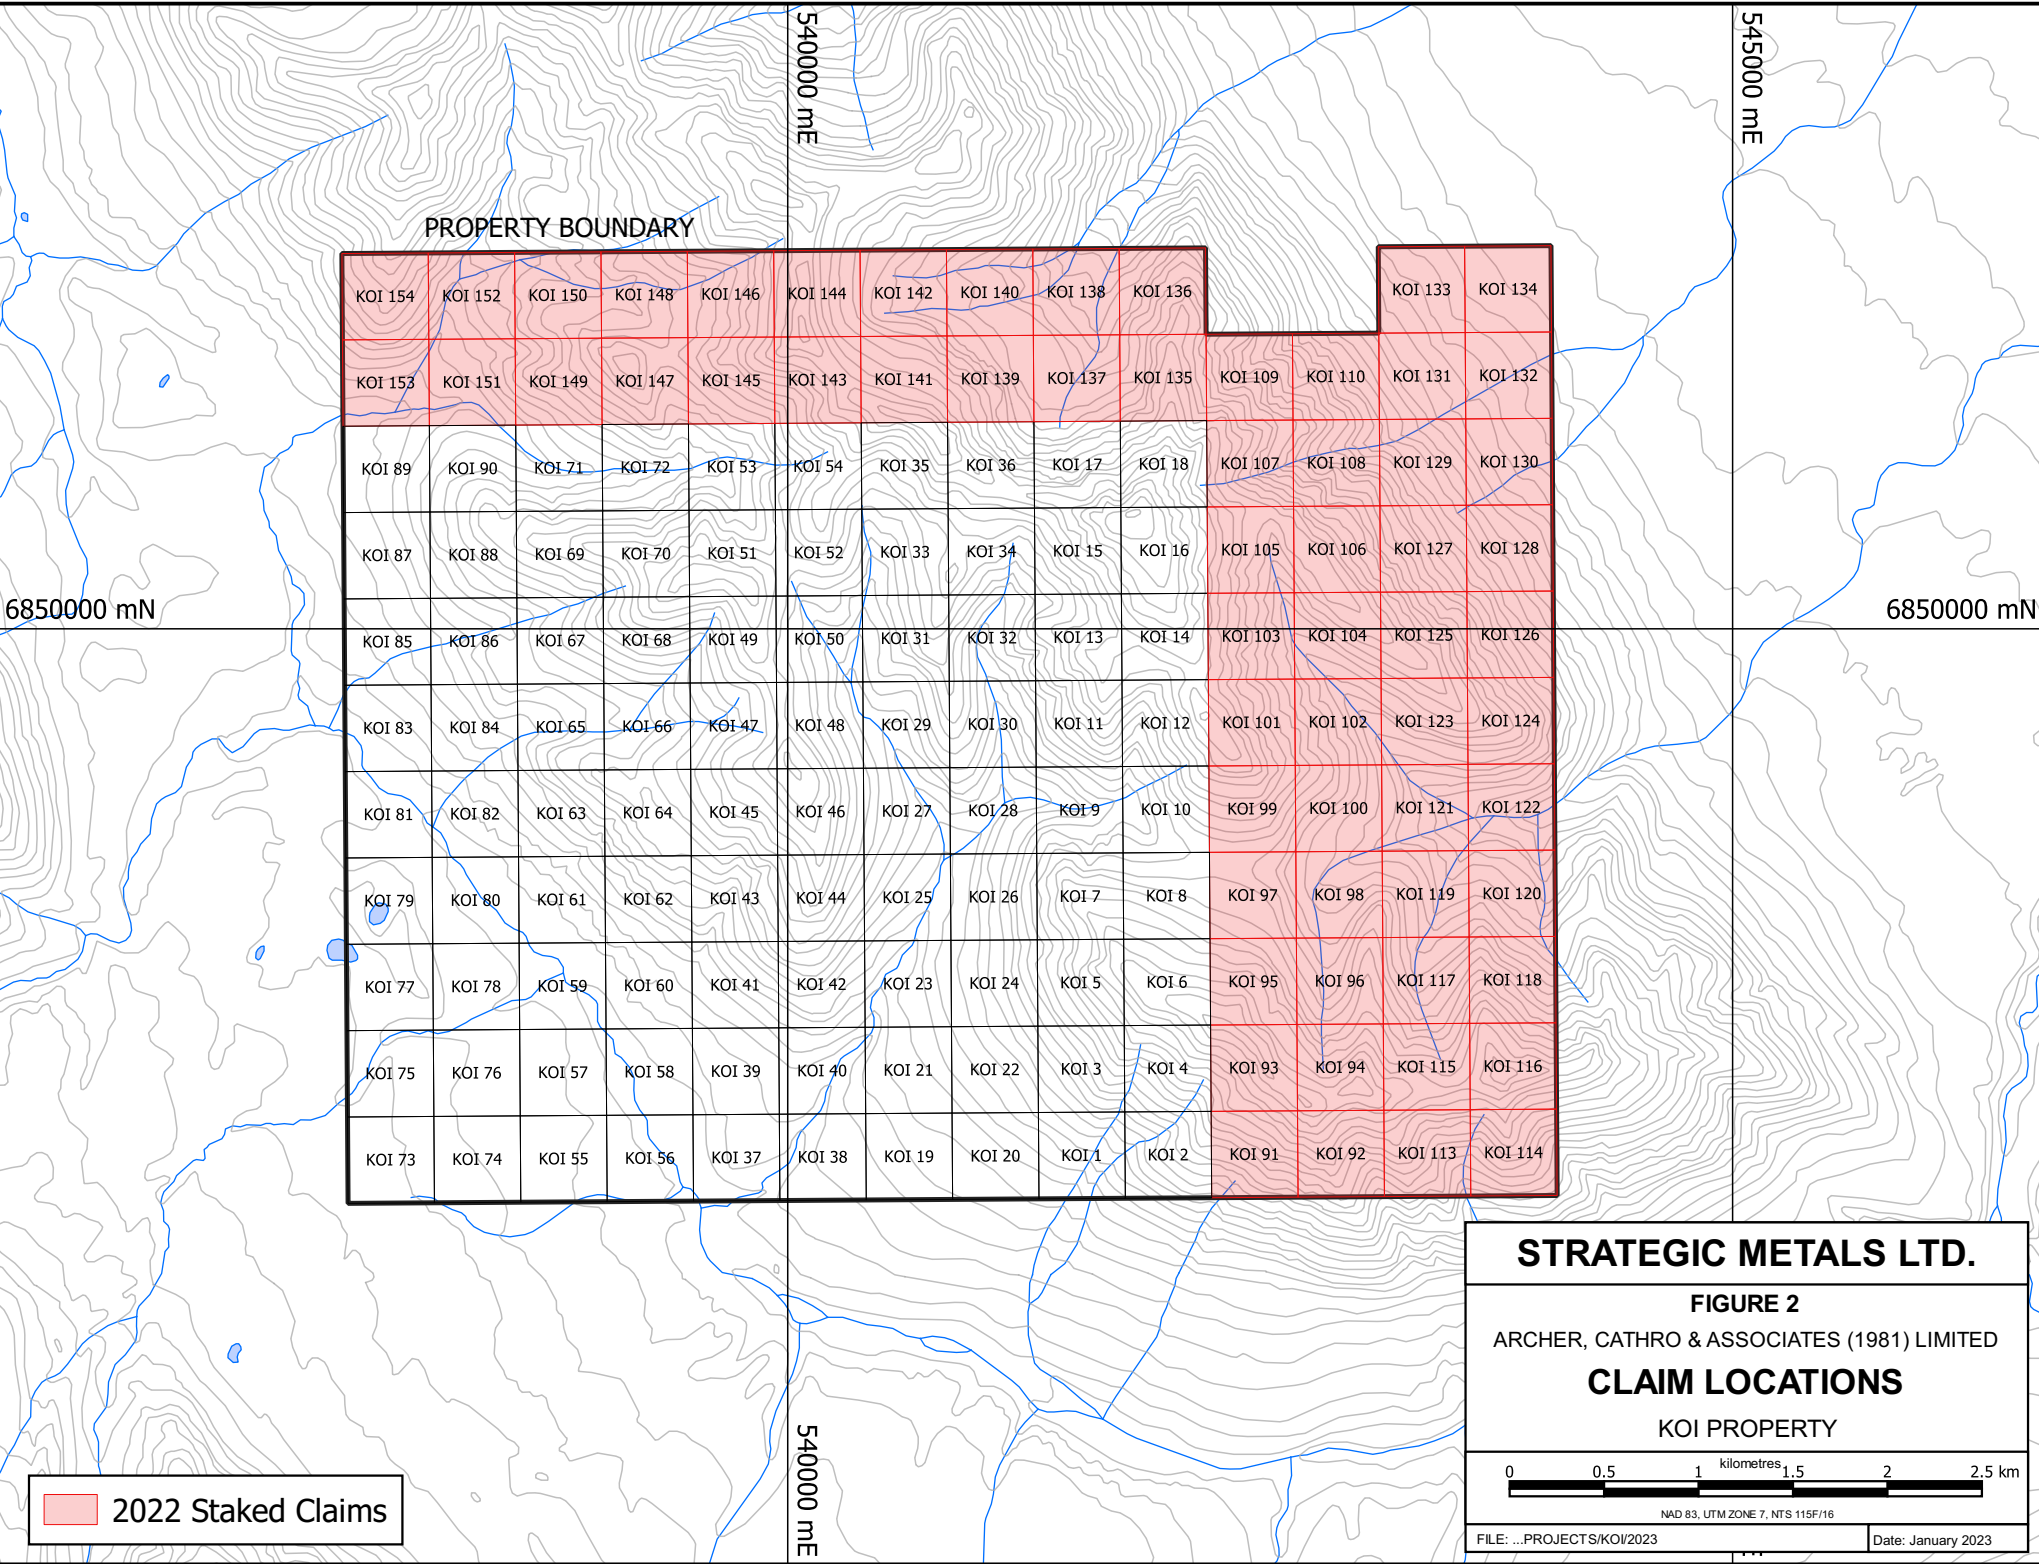 540000 mE
545000 mE
PROPERTY BOUNDARY
KOI 154 KOI 152 KOI 150 KOI 148 KOI 146 KOI 144 KOI 142 KOI 140 KOI 138 KOI 136 KOI 133 KOI 134
KOI 153 KOI 151 KOI 149 KOI 147 KOI 145 KOI 143 KOI 141 KOI 139 KOI 137 KOI 135 KOI 109 KOI 110 KOI 131 KOI 132
KOI 89 KOI 90 KOI 71 KOI 72 KOI 53 KOI 54 KOI 35 KOI 36 KOI 17 KOI 18 KOI 107 KOI 108 KOI 129 KOI 130
KOI 87 KOI 88 KOI 69 KOI 70 KOI 51 KOI 52 KOI 33 KOI 34 KOI 15 KOI 16 KOI 105 KOI 106 KOI 127 KOI 128
6850000 mN
6850000 mN
KOI 85 KOI 86 KOI 67 KOI 68 KOI 49 KOI 50 KOI 31 KOI 32 KOI 13 KOI 14 KOI 103 KOI 104 KOI 125 KOI 126
KOI 83 KOI 84 KOI 65 KOI 66 KOI 47 KOI 48 KOI 29 KOI 30 KOI 11 KOI 12 KOI 101 KOI 102 KOI 123 KOI 124
KOI 81 KOI 82 KOI 63 KOI 64 KOI 45 KOI 46 KOI 27 KOI 28 KOI 9 KOI 10 KOI 99 KOI 100 KOI 121 KOI 122
KOI 79 KOI 80 KOI 61 KOI 62 KOI 43 KOI 44 KOI 25 KOI 26 KOI 7 KOI 8 KOI 97 KOI 98 KOI 119 KOI 120
KOI 77 KOI 78 KOI 59 KOI 60 KOI 41 KOI 42 KOI 23 KOI 24 KOI 5 KOI 6 KOI 95 KOI 96 KOI 117 KOI 118
KOI 75 KOI 76 KOI 57 KOI 58 KOI 39 KOI 40 KOI 21 KOI 22 KOI 3 KOI 4 KOI 93 KOI 94 KOI 115 KOI 116
KOI 73 KOI 74 KOI 55 KOI 56 KOI 37 KOI 38 KOI 19 KOI 20 KOI 1 KOI 2 KOI 91 KOI 92 KOI 113 KOI 114
540000 mE
2022 Staked Claims
STRATEGIC METALS LTD.
FIGURE 2
ARCHER, CATHRO & ASSOCIATES (1981) LIMITED
CLAIM LOCATIONS
KOI PROPERTY
kilometres
0 0.5 1 1.5 2 2.5 km
NAD 83, UTM ZONE 7, NTS 115F/16
FILE: ...PROJECTS/KOI/2023
Date: January 2023